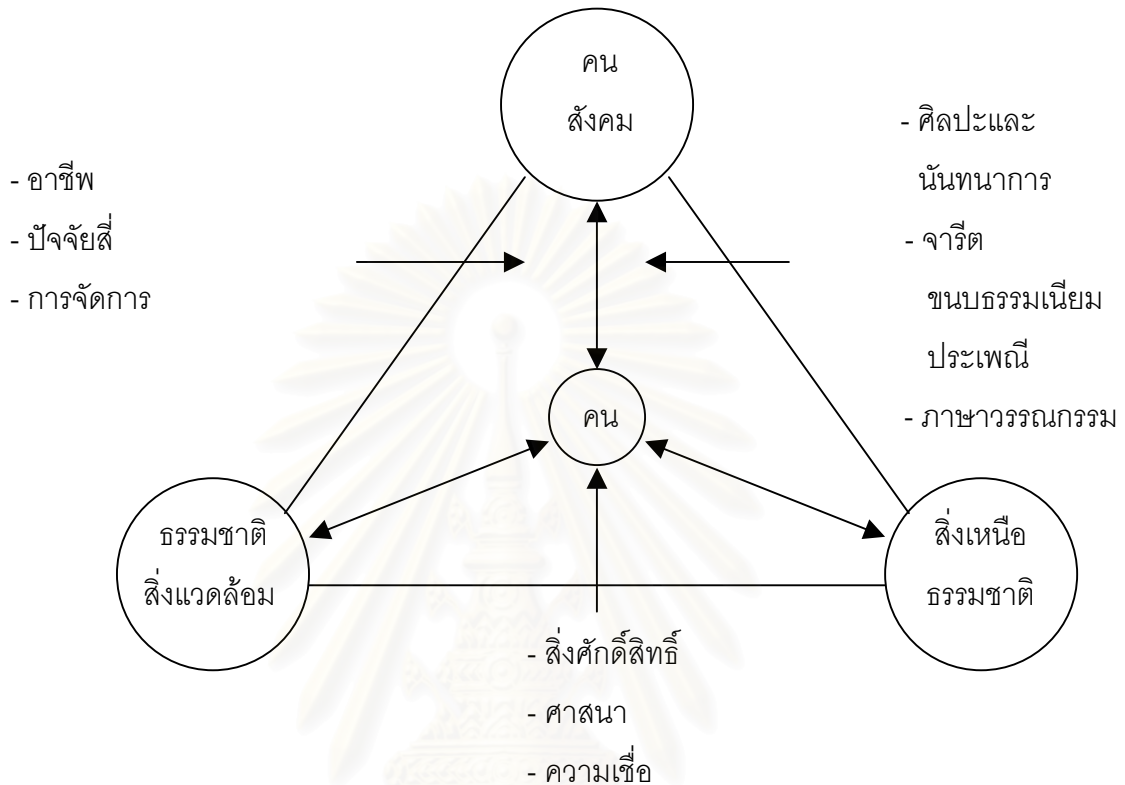 คน
สังคม
- อาชีพ
- ปัจจัยสี่
- การจัดการ
- ศิลปะและ
นันทนาการ
- จารีต
ขนบธรรมเนียม
ประเพณี
- ภาษาวรรณกรรม
คน
ธรรมชาติ
สิ่งแวดล้อม
สิ่งเหนือ
ธรรมชาติ
- สิ่งศักดิ์สิทธิ์
- ศาสนา
- ความเชื่อ